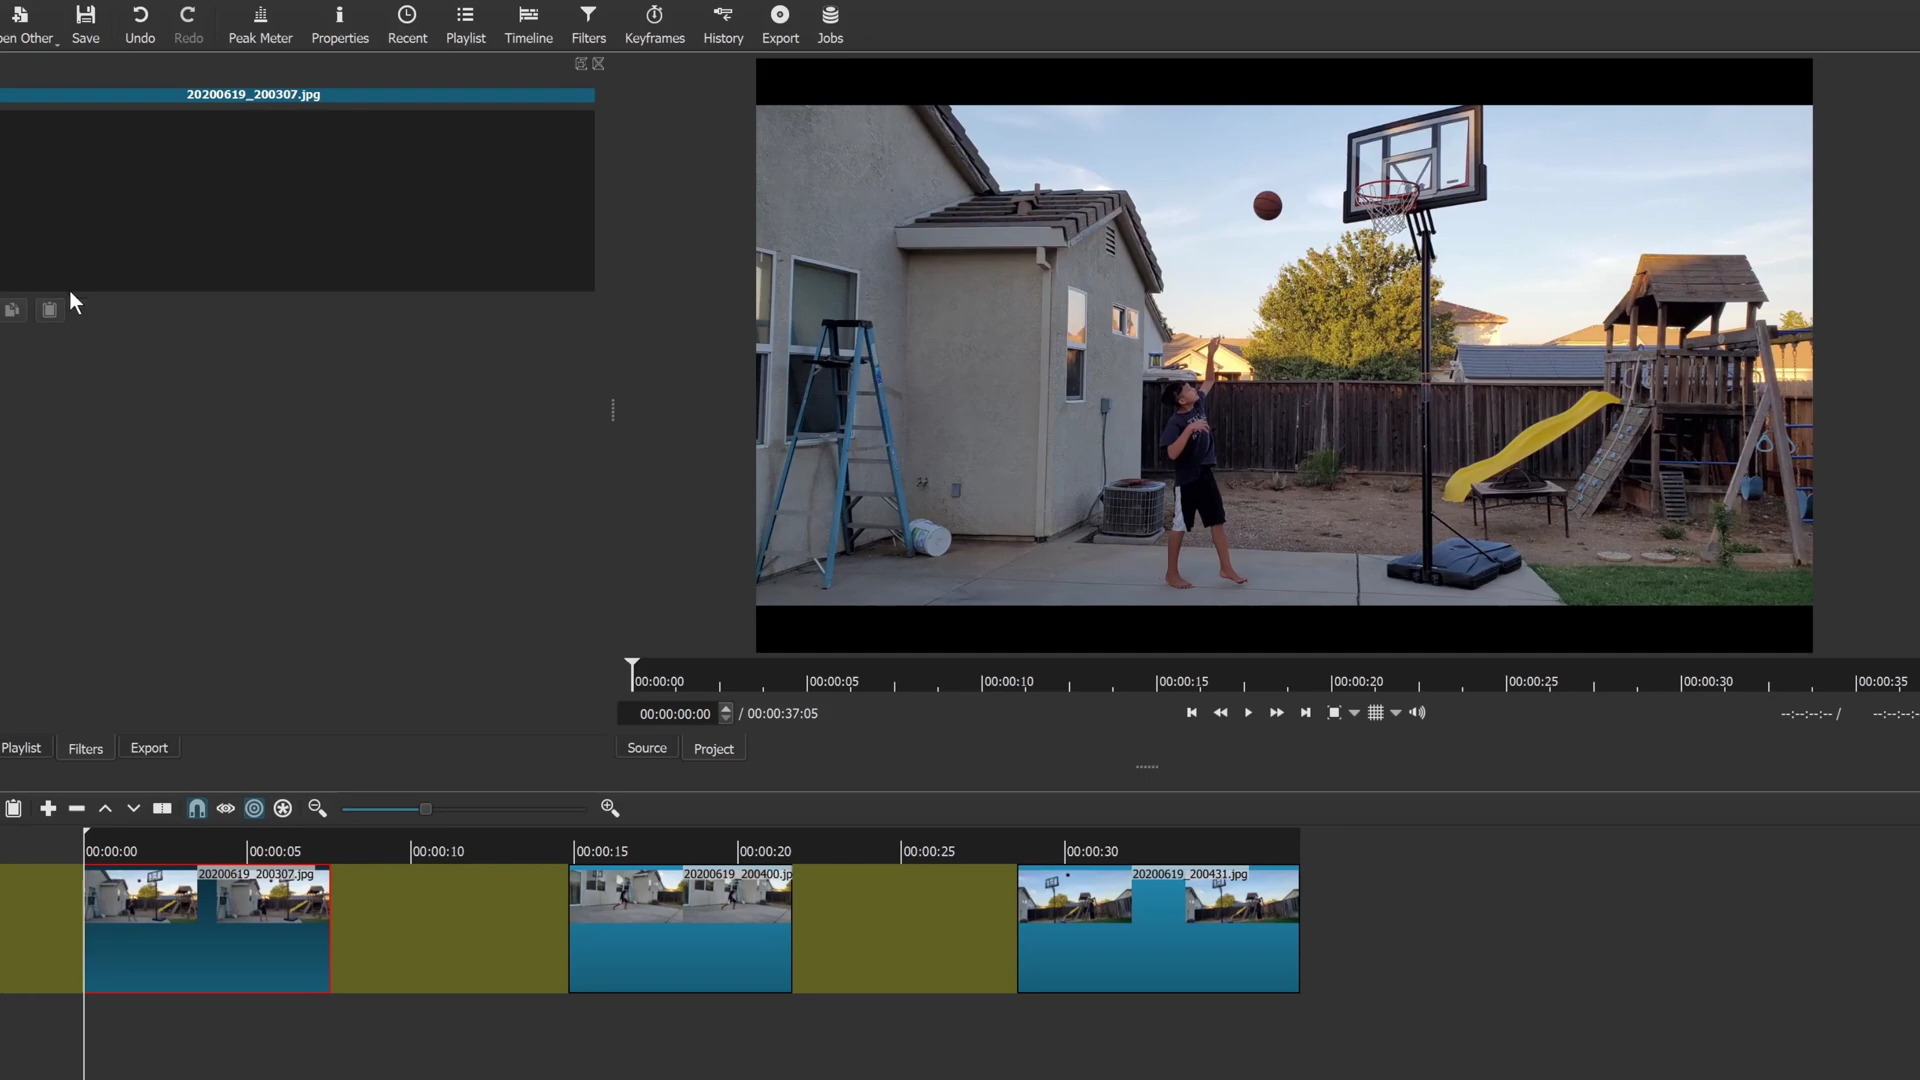 pen Other
Save
Undo
Redo
Peak Meter
Properties
Recent
Playlist
Timeline
Filters
Keyframes
History
Export
Jobs
20200619_200307.jpg
00:00:00
00:00:05
00:00:10
00:00:15
00:00:20
00:00:25
00:00:30
00:00:35
00:00:00:00 / 00:00:37:05
--:--:--:-- /
--:--:--:--
Playlist
Filters
Export
Source
Project
00:00:00
00:00:05
00:00:10
00:00:15
00:00:20
00:00:25
00:00:30
20200619_200307.jpg
20200619_200400.jp
20200619_200431.jpg